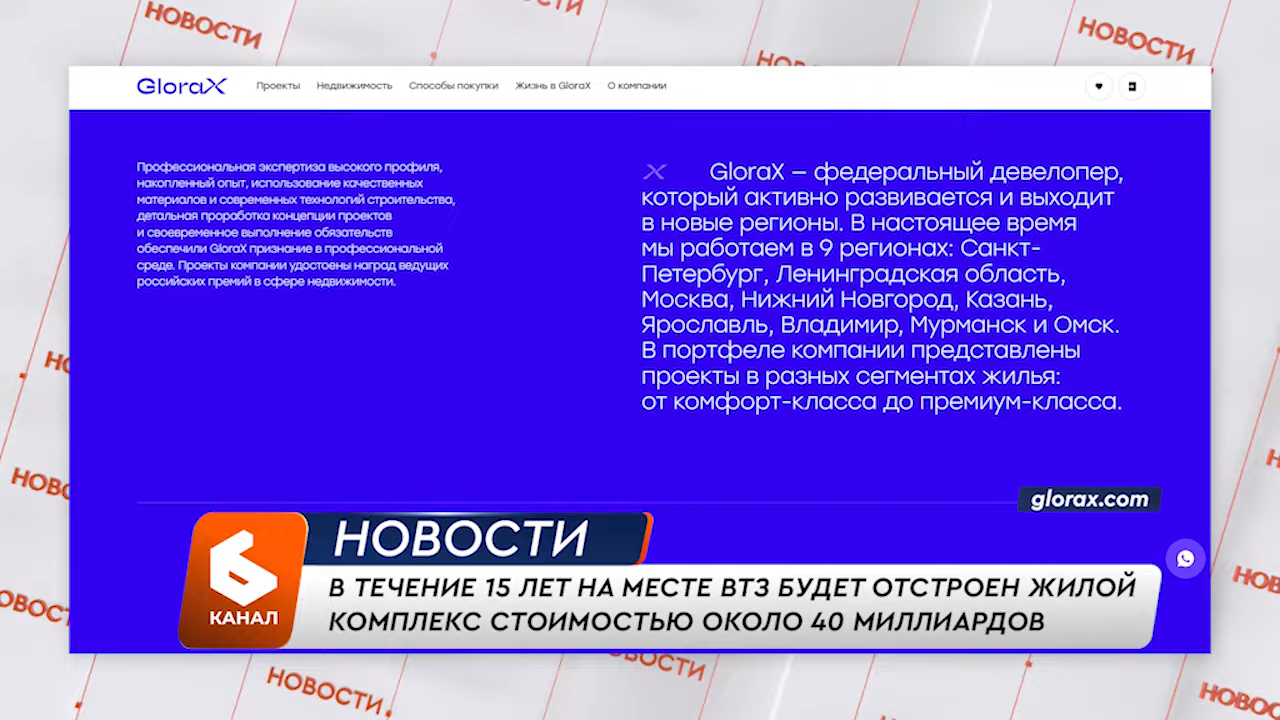 НОВОСТИ
НОВОСТИ
GloraX
Проекты Недвижимость Способы покупки Жизнь в GloraX О компании
Профессиональная экспертиза высокого профиля,
накопленный опыт, использование качественных
материалов и современных технологий строительства,
детальная проработка концепции проектов
и своевременное выполнение обязательств
обеспечили GloraX признание в профессиональной
среде. Проекты компании удостоены наград ведущих
российских премий в сфере недвижимости.
GloraX — федеральный девелопер,
который активно развивается и выходит
в новые регионы. В настоящее время
мы работаем в 9 регионах: Санкт-
Петербург, Ленинградская область,
Москва, Нижний Новгород, Казань,
Ярославль, Владимир, Мурманск и Омск.
В портфеле компании представлены
проекты в разных сегментах жилья:
от комфорт-класса до премиум-класса.
glorax.com
6 КАНАЛ
НОВОСТИ
В ТЕЧЕНИЕ 15 ЛЕТ НА МЕСТЕ ВТЗ БУДЕТ ОТСТРОЕН ЖИЛОЙ
КОМПЛЕКС СТОИМОСТЬЮ ОКОЛО 40 МИЛЛИАРДОВ
НОВОСТИ